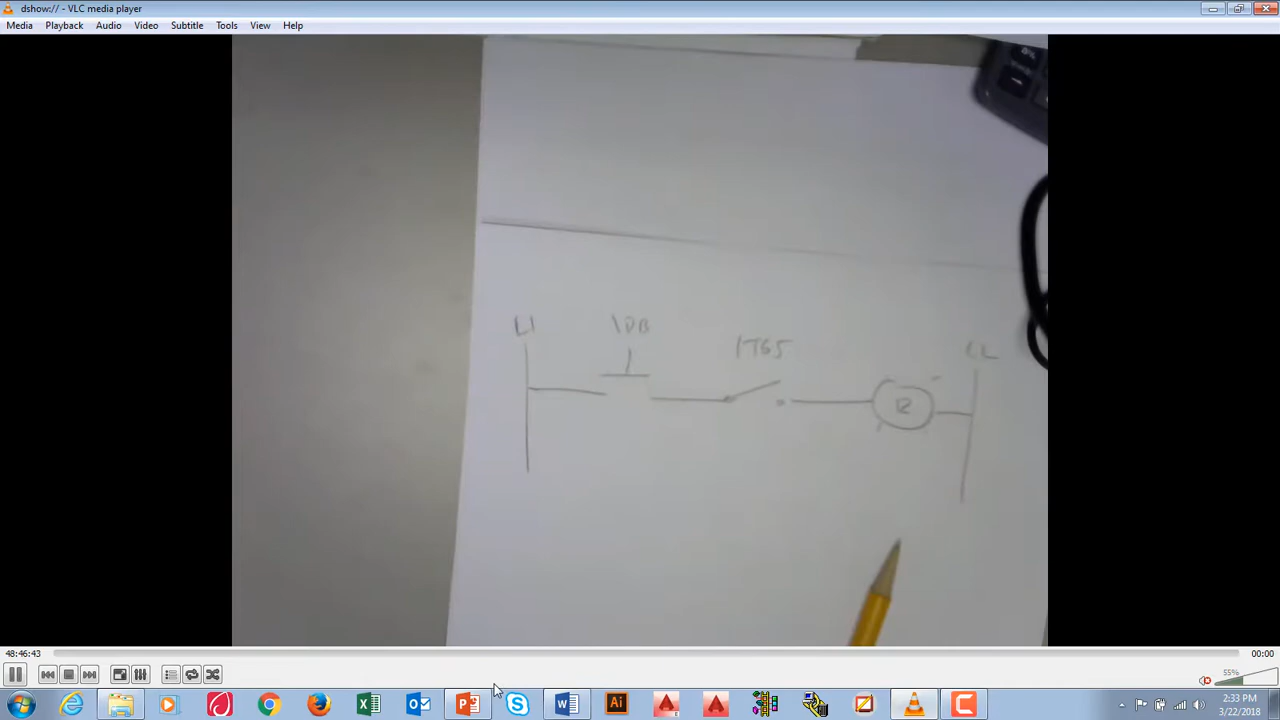 dshow:// - VLC media player
Media Playback Audio Video Subtitle Tools View Help
L1 1PB 1TGS L2
R
48:46:43 00:00
55%
2:33 PM
3/22/2018